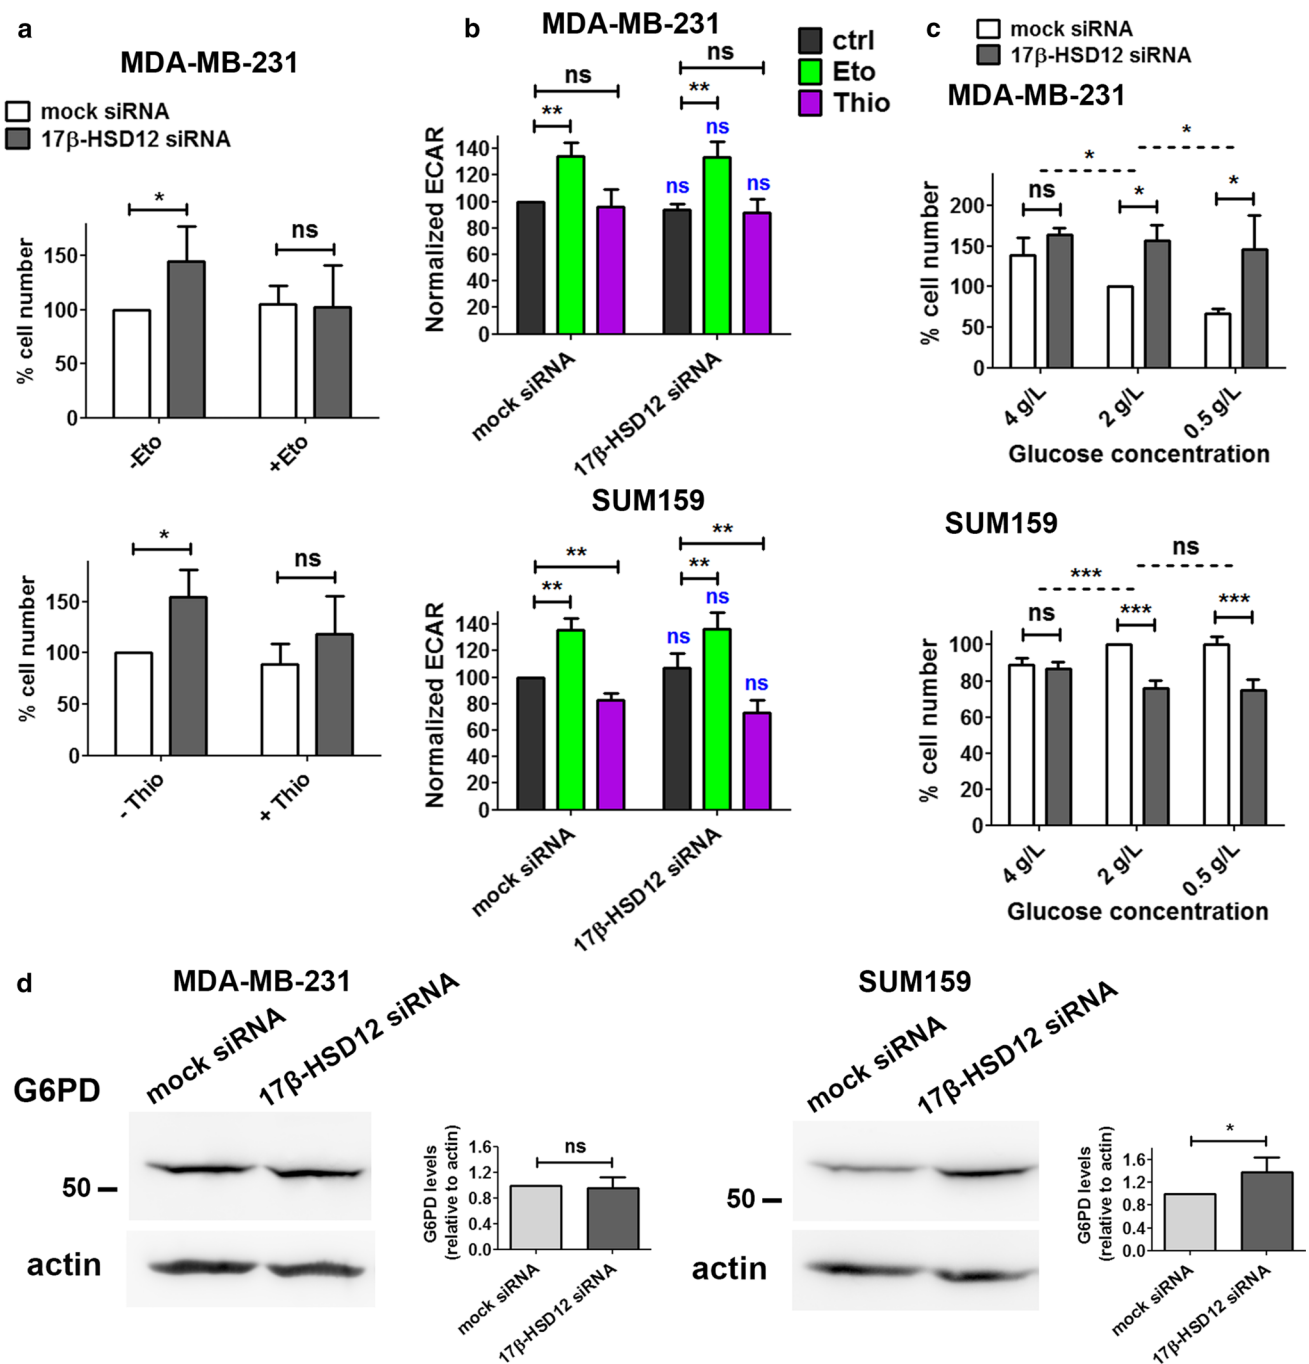 a
MDA-MB-231
mock siRNA
17β-HSD12 siRNA
*
ns
% cell number
150
100
50
0
-Eto
+Eto
*
ns
% cell number
150
100
50
0
- Thio
+ Thio
b
MDA-MB-231
ctrl
Eto
Thio
ns
ns
**
**
ns
ns
ns
Normalized ECAR
140
120
100
80
60
40
20
0
mock siRNA
17β-HSD12 siRNA
SUM159
**
**
**
**
ns
ns
ns
Normalized ECAR
140
120
100
80
60
40
20
0
mock siRNA
17β-HSD12 siRNA
c
mock siRNA
17β-HSD12 siRNA
MDA-MB-231
*
*
ns
*
*
% cell number
200
150
100
50
0
4 g/L
2 g/L
0.5 g/L
Glucose concentration
SUM159
ns
***
ns
***
***
% cell number
100
80
60
40
20
0
4 g/L
2 g/L
0.5 g/L
Glucose concentration
d
MDA-MB-231
mock siRNA
17β-HSD12 siRNA
G6PD
50
actin
G6PD levels
(relative to actin)
1.6
1.2
0.8
0.4
0.0
ns
mock siRNA
17β-HSD12 siRNA
SUM159
mock siRNA
17β-HSD12 siRNA
50
actin
G6PD levels
(relative to actin)
1.6
1.2
0.8
0.4
0.0
*
mock siRNA
17β-HSD12 siRNA